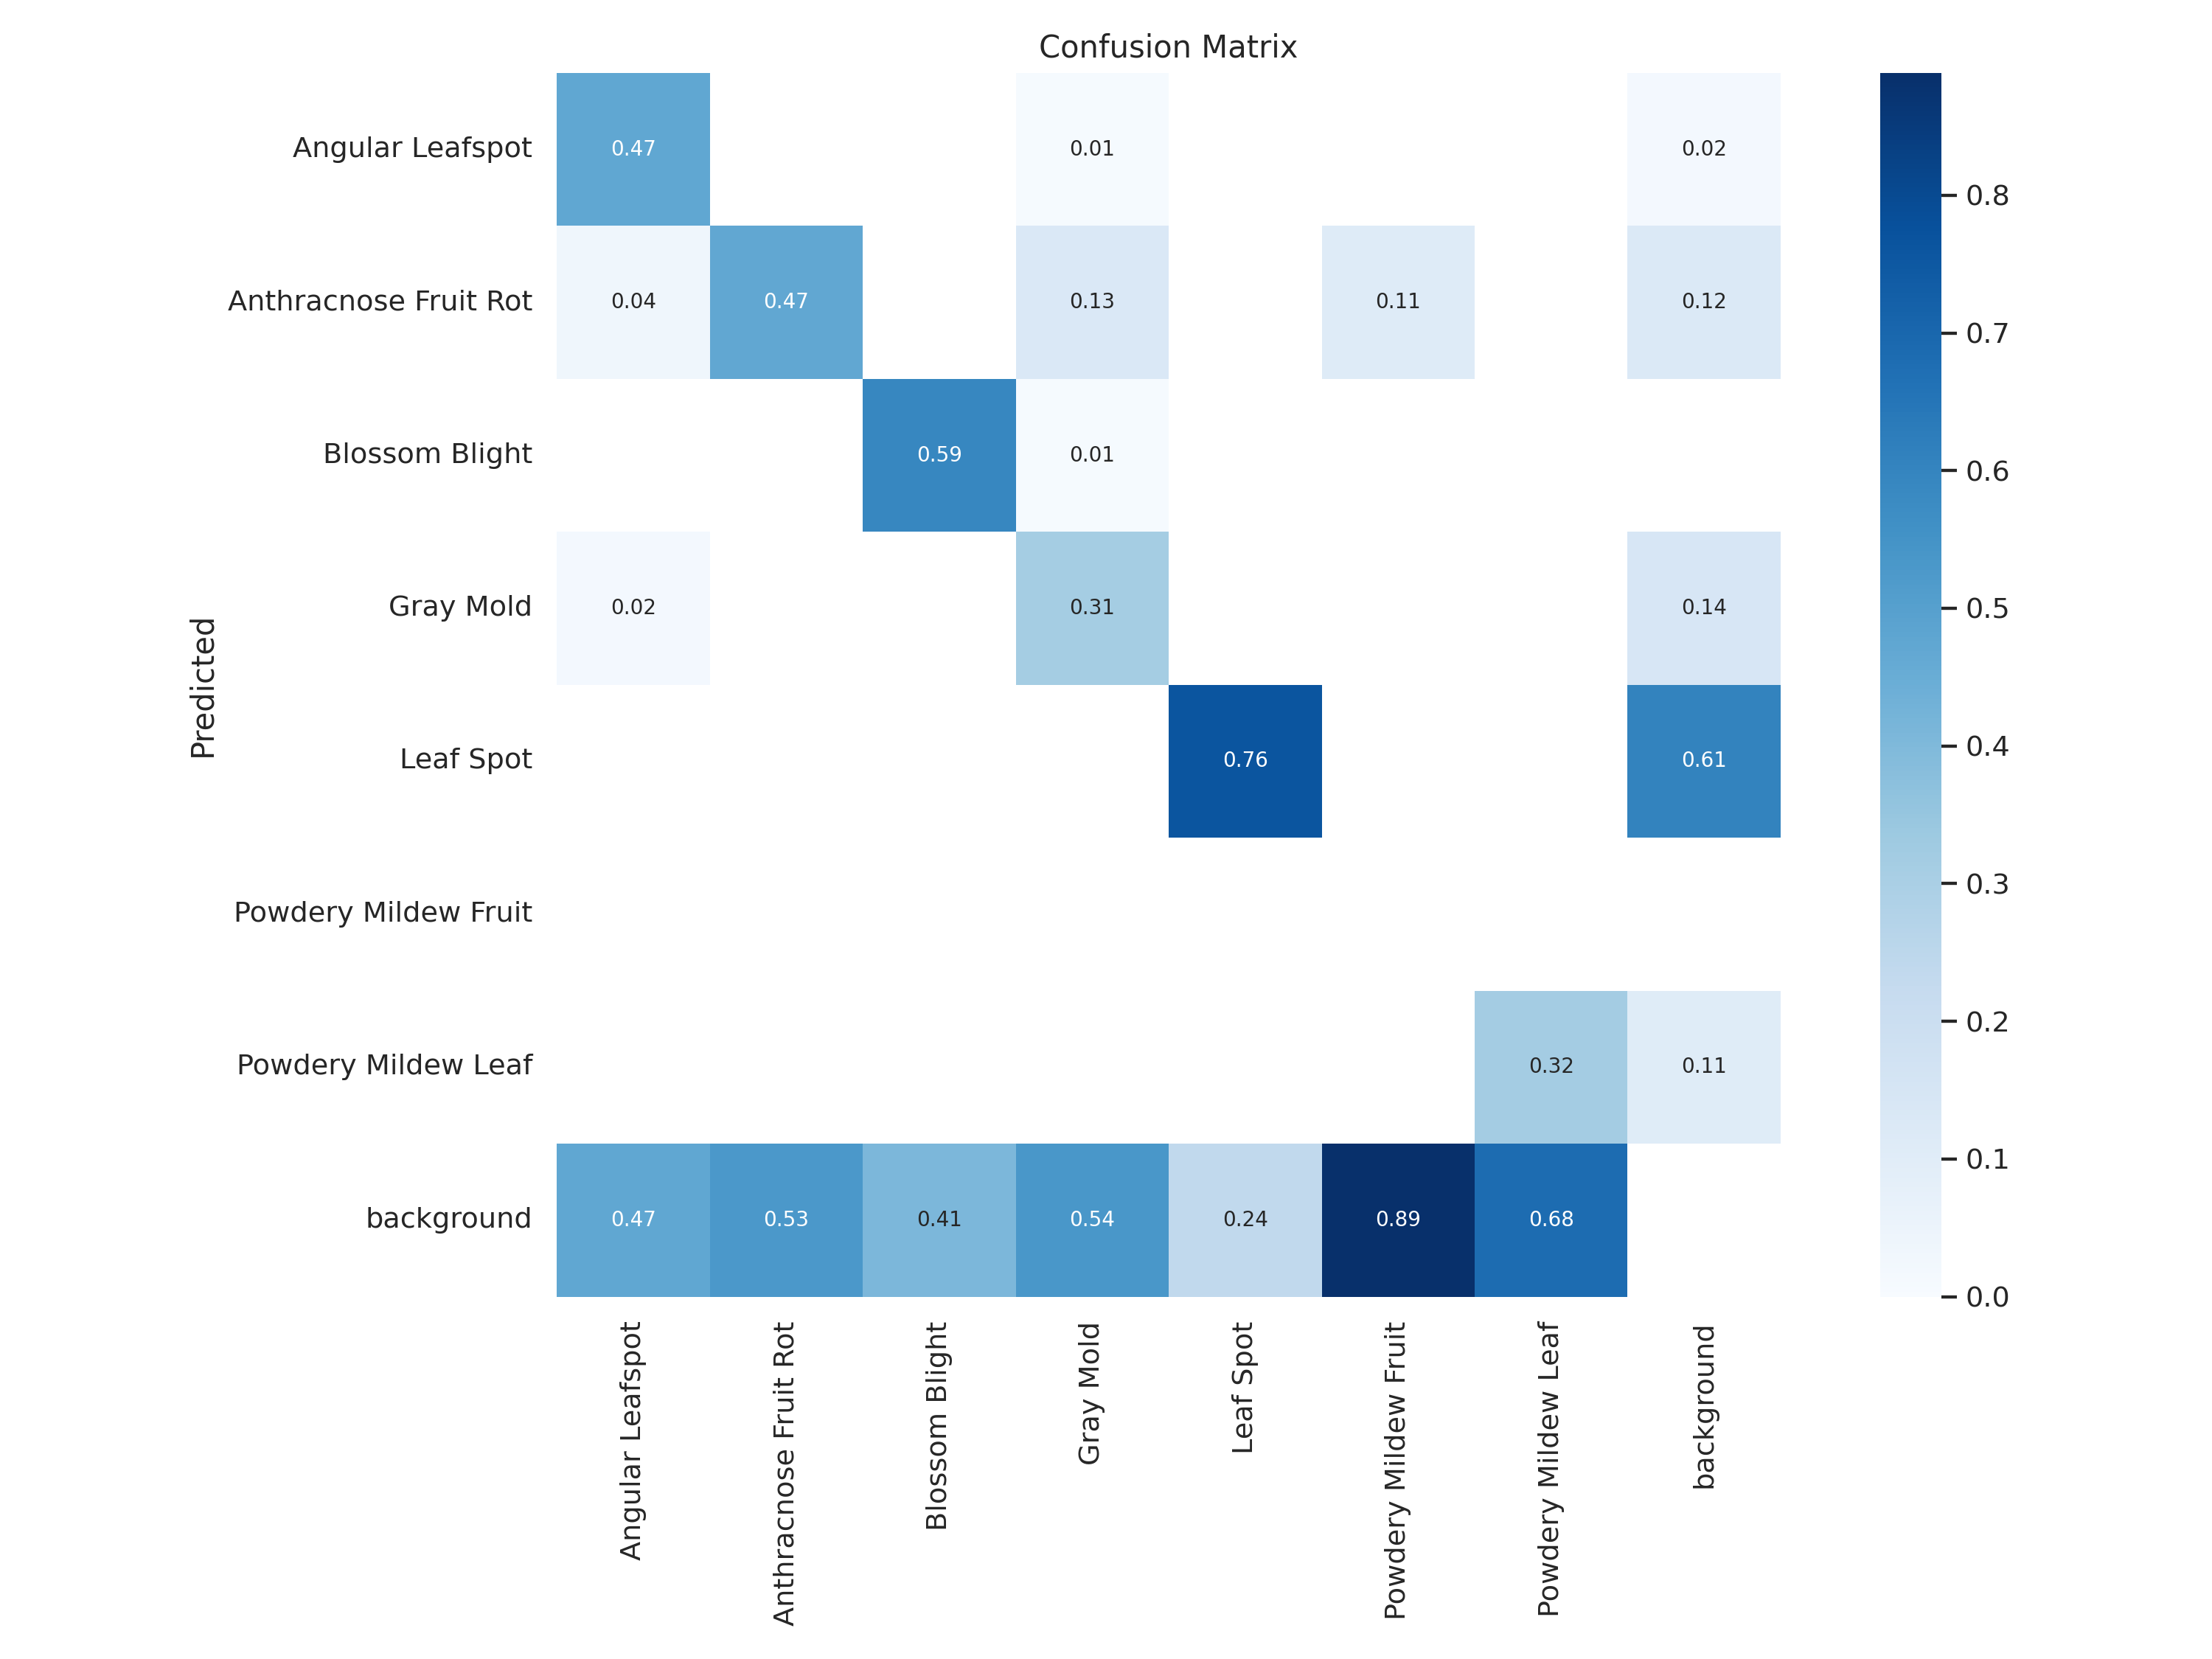 Confusion Matrix
Predicted
Angular Leafspot 0.47 0.01 0.02
Anthracnose Fruit Rot 0.04 0.47 0.13 0.11 0.12
Blossom Blight 0.59 0.01
Gray Mold 0.02 0.31 0.14
Leaf Spot 0.76 0.61
Powdery Mildew Fruit
Powdery Mildew Leaf 0.32 0.11
background 0.47 0.53 0.41 0.54 0.24 0.89 0.68
Angular Leafspot
Anthracnose Fruit Rot
Blossom Blight
Gray Mold
Leaf Spot
Powdery Mildew Fruit
Powdery Mildew Leaf
background
0.8
0.7
0.6
0.5
0.4
0.3
0.2
0.1
0.0